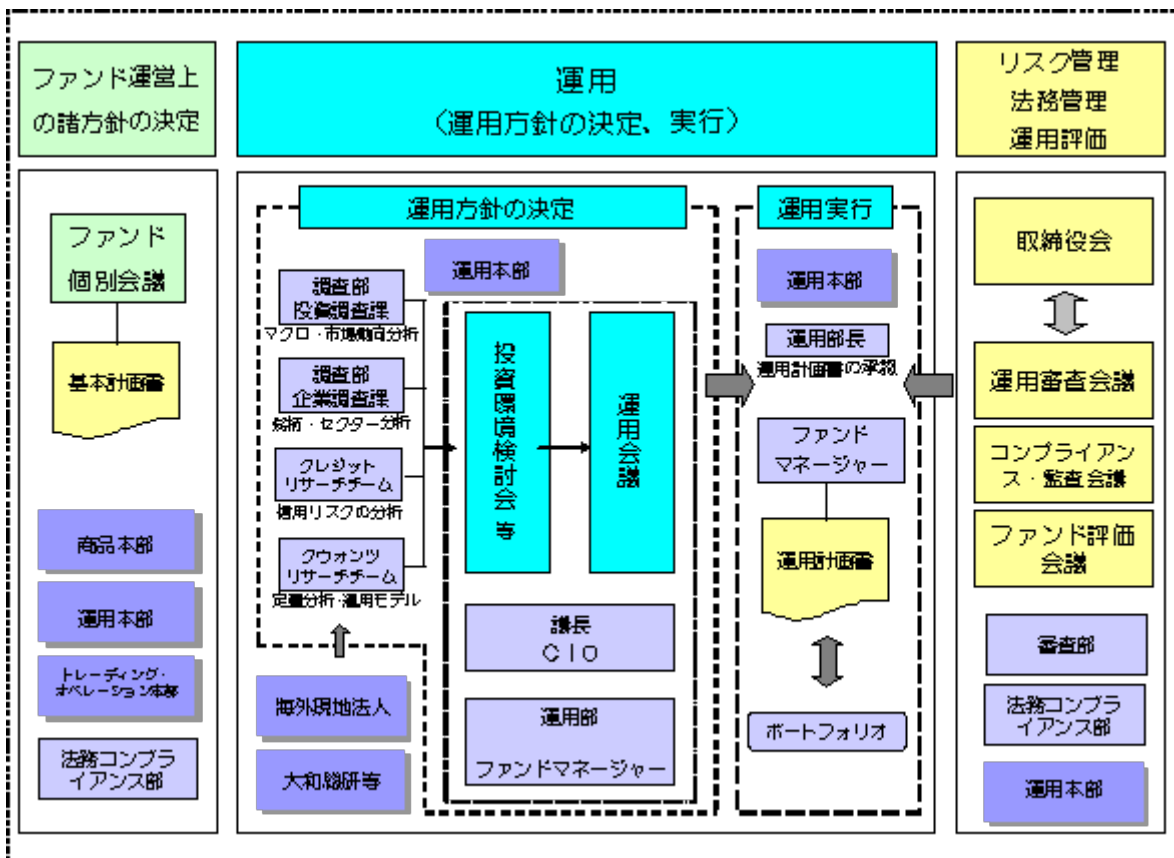 ファンド運営上
の諸方針の決定
運用
（運用方針の決定、実行）
リスク管理
法務管理
運用評価
ファンド
個別会議
基本計画書
商品本部
運用本部
トレーディング・
オペレーション本部
法務コンプラ
イアンス部
運用方針の決定
運用本部
調査部
投資調査課
マクロ・市場動向分析
調査部
企業調査課
銘柄・セクター分析
クレジット
リサーチチーム
信用リスクの分析
クウォンツ
リサーチチーム
定量分析・運用モデル
海外現地法人
大和総研等
投資環境検討会 等
運用会議
議長
ＣＩＯ
運用部
ファンドマネージャー
運用実行
運用本部
運用部長
運用計画書の承認
ファンド
マネージャー
運用計画書
ポートフォリオ
取締役会
運用審査会議
コンプライアン
ス・監査会議
ファンド評価
会議
審査部
法務コンプラ
イアンス部
運用本部